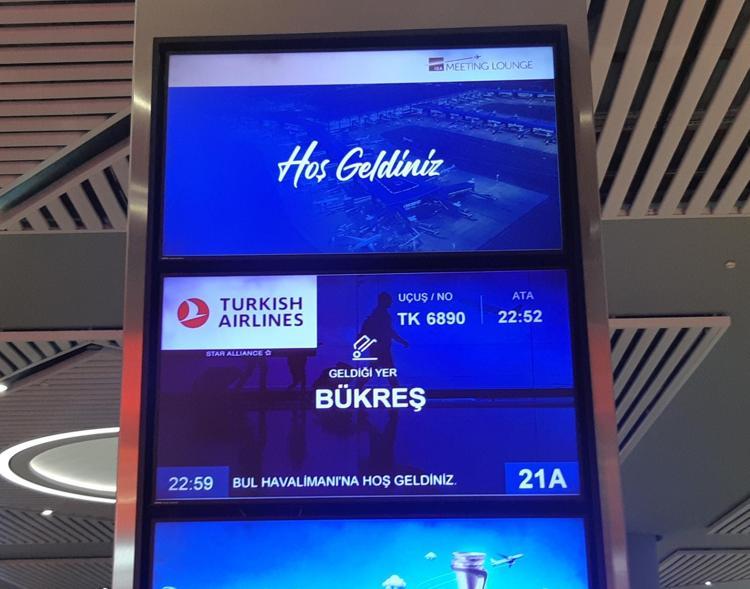 MEETING LOUNGE
Hoş Geldiniz
TURKISH
AIRLINES
STAR ALLIANCE
UÇUŞ / NO
TK 6890
ATA
22:52
GELDİĞİ YER
BÜKREŞ
22:59
BUL HAVALİMANI'NA HOŞ GELDİNİZ.
21A